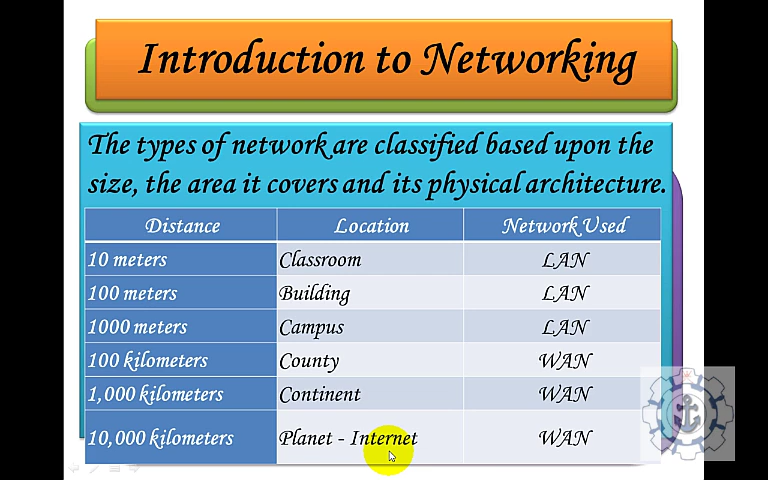 Introduction to Networking
The types of network are classified based upon the
size, the area it covers and its physical architecture.
Distance Location Network Used
10 meters Classroom LAN
100 meters Building LAN
1000 meters Campus LAN
100 kilometers County WAN
1,000 kilometers Continent WAN
10,000 kilometers Planet - Internet WAN